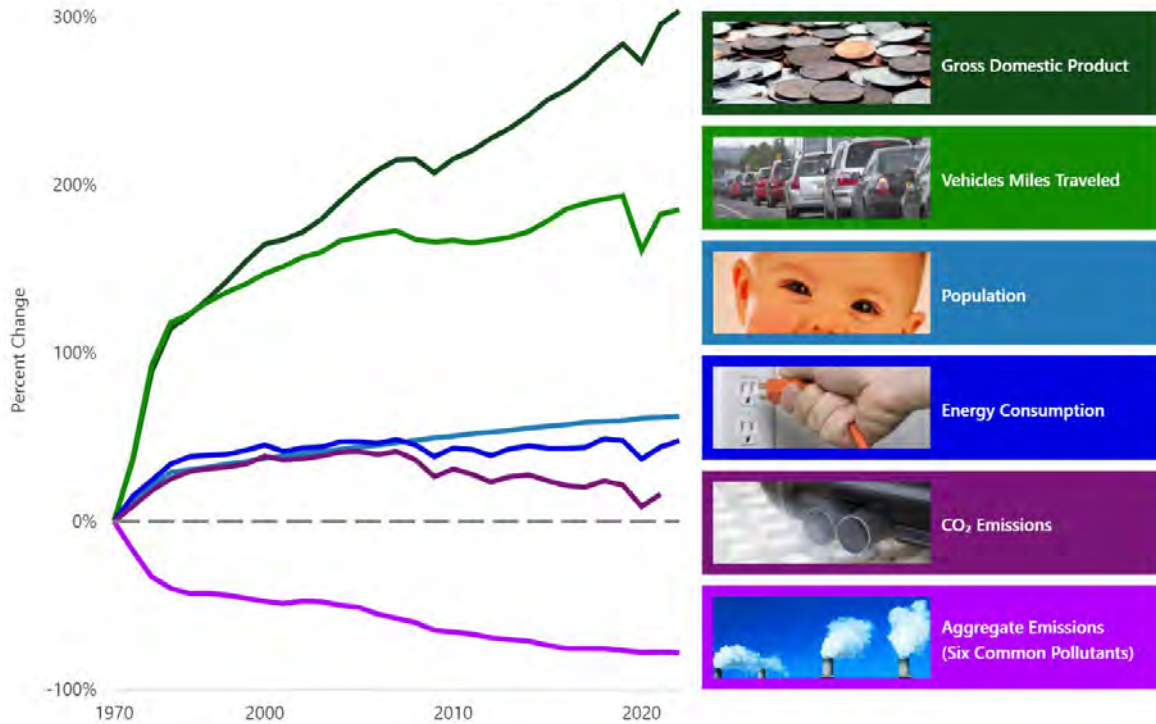 300%
200%
100%
0%
-100%
Percent Change
1970
2000
2010
2020
Gross Domestic Product
Vehicles Miles Traveled
Population
Energy Consumption
CO₂ Emissions
Aggregate Emissions
(Six Common Pollutants)